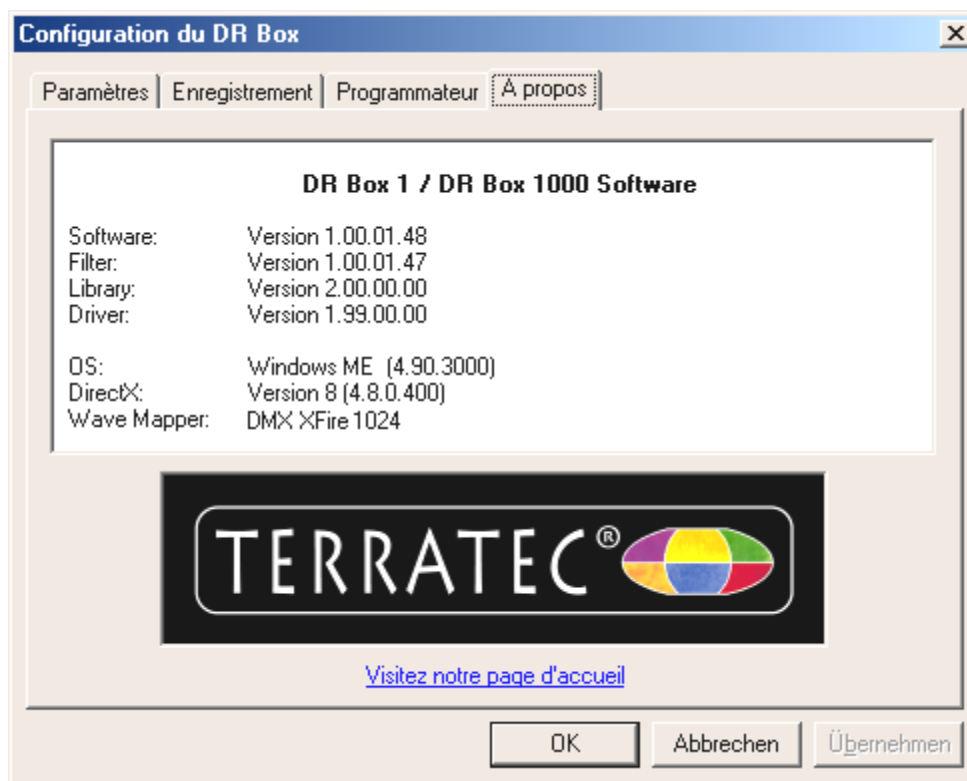 Configuration du DR Box
Paramètres Enregistrement Programmateur A propos
DR Box 1 / DR Box 1000 Software
Software: Version 1.00.01.48
Filter: Version 1.00.01.47
Library: Version 2.00.00.00
Driver: Version 1.99.00.00
OS: Windows ME (4.90.3000)
DirectX: Version 8 (4.8.0.400)
Wave Mapper: DMX XFire 1024
TERRATEC®
Visitez notre page d'accueil
OK Abbrechen Übernehmen